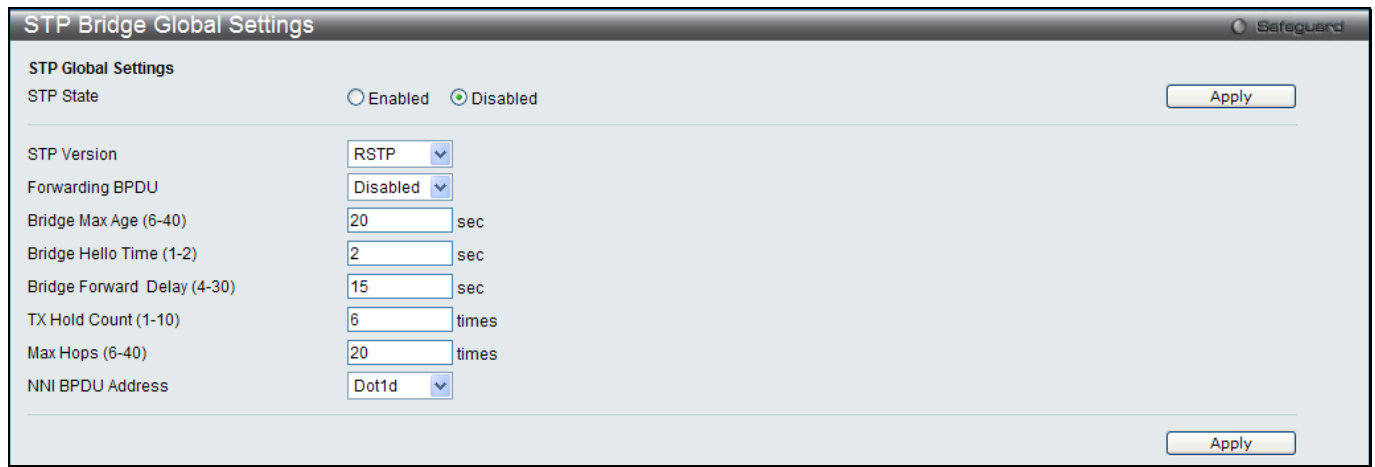 STP Bridge Global Settings
Safeguard
STP Global Settings
STP State Enabled Disabled Apply
STP Version RSTP
Forwarding BPDU Disabled
Bridge Max Age (6-40) 20 sec
Bridge Hello Time (1-2) 2 sec
Bridge Forward Delay (4-30) 15 sec
TX Hold Count (1-10) 6 times
Max Hops (6-40) 20 times
NNI BPDU Address Dot1d
Apply